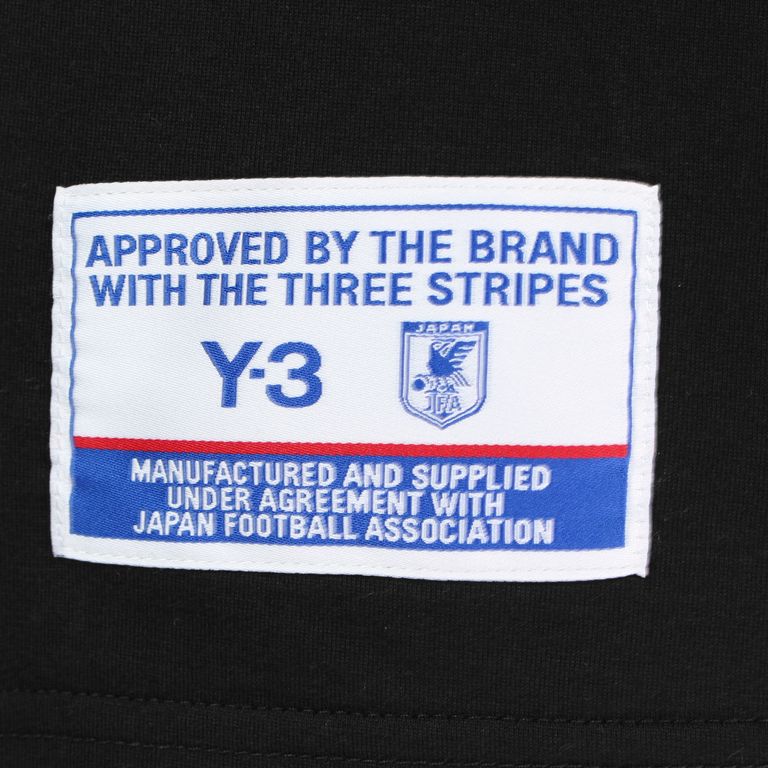 APPROVED BY THE BRAND
WITH THE THREE STRIPES
Y-3
JAPAN
JFA
MANUFACTURED AND SUPPLIED
UNDER AGREEMENT WITH
JAPAN FOOTBALL ASSOCIATION